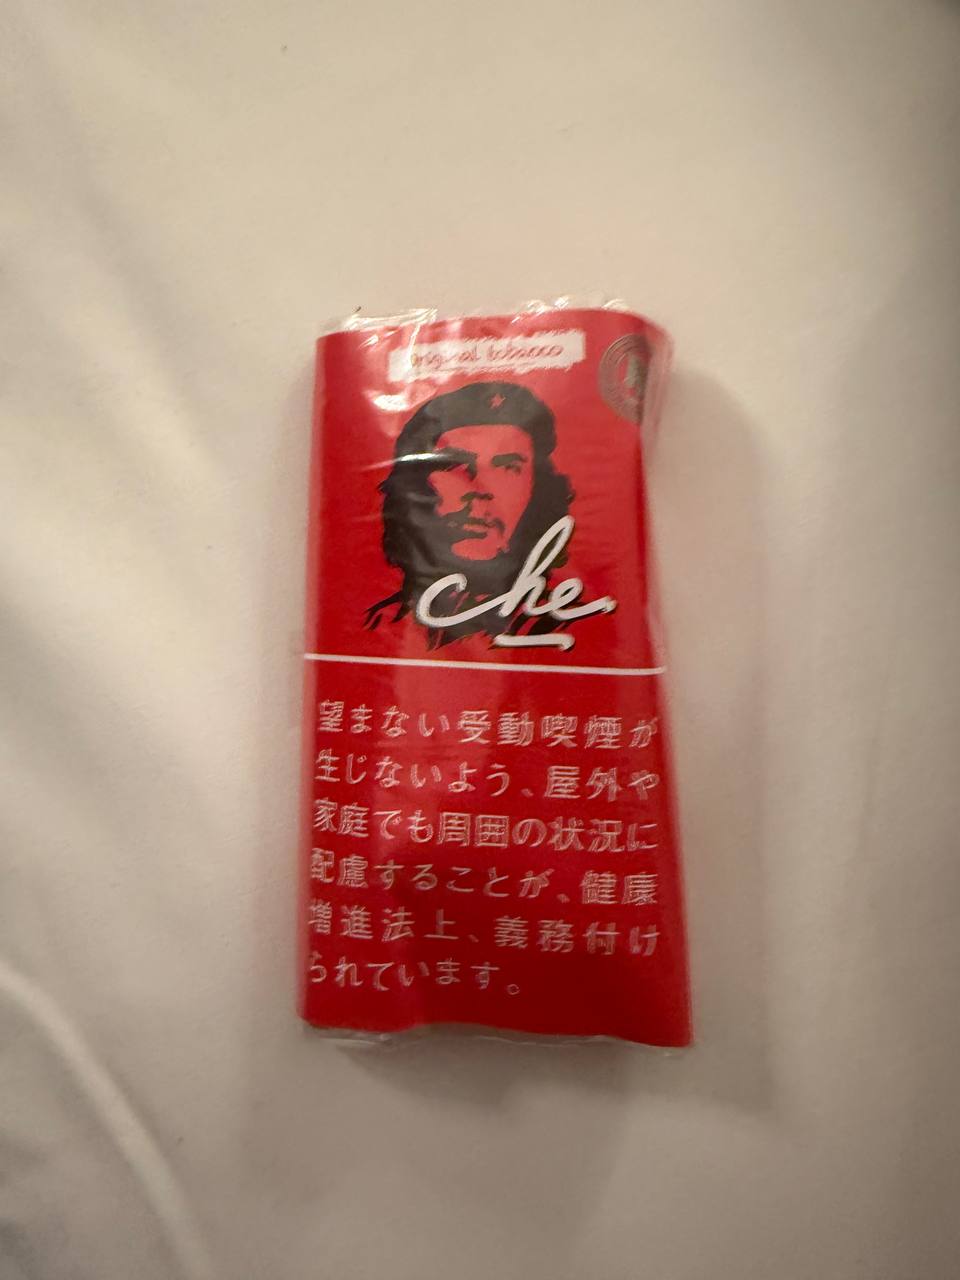 Original tobacco
che
望まない受動喫煙が
生じないよう、屋外や
家庭でも周囲の状況に
配慮することが、健康
増進法上、義務付け
られています。